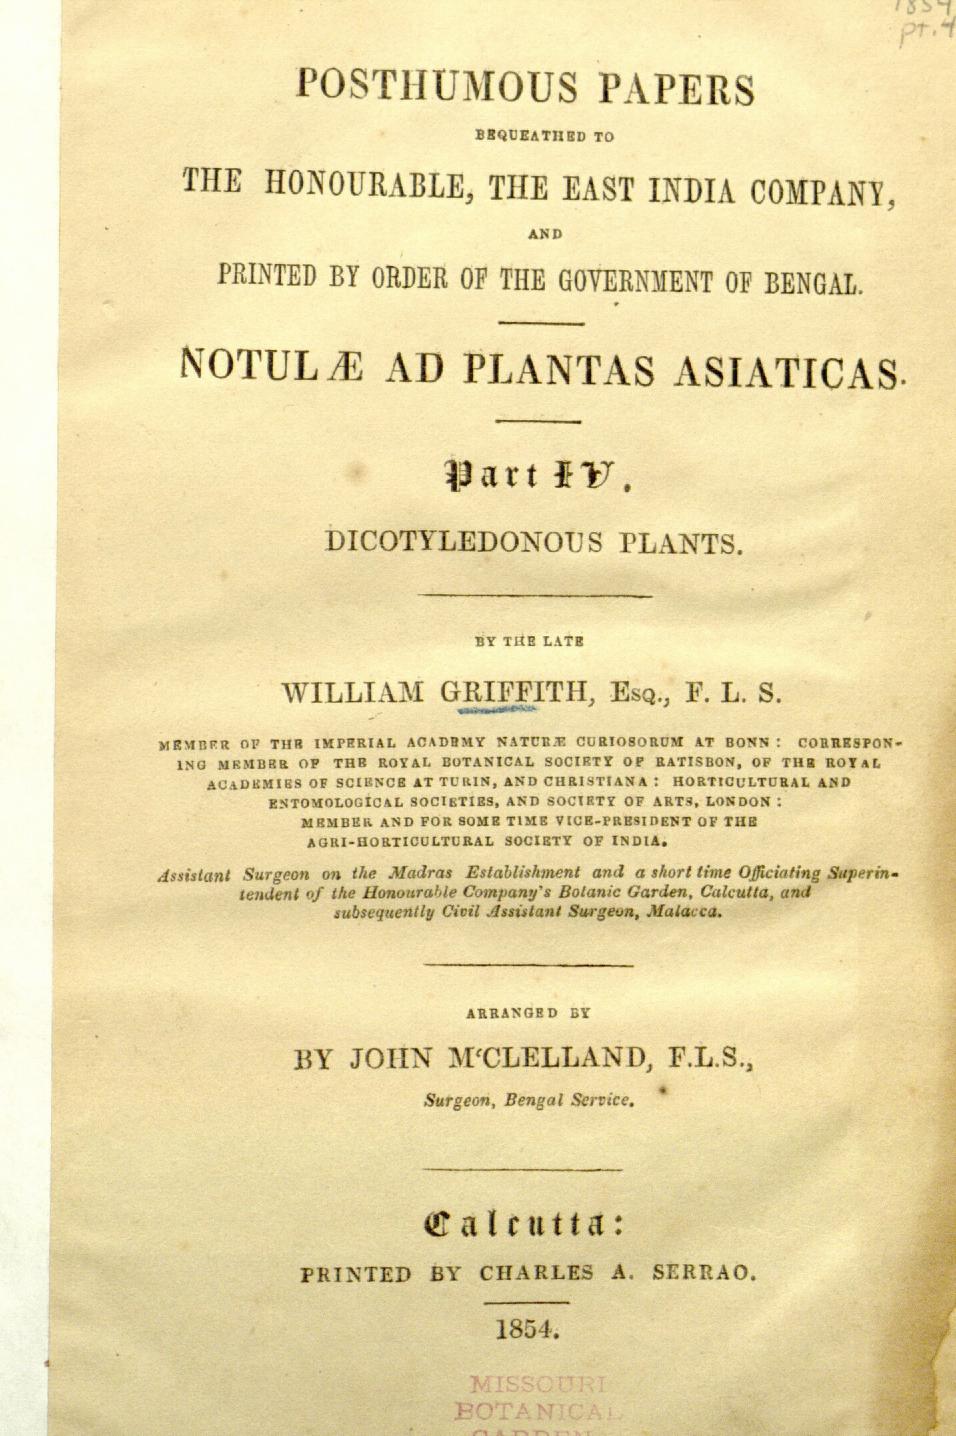 1854
pt. 4
POSTHUMOUS PAPERS
BEQUEATHED TO
THE HONOURABLE, THE EAST INDIA COMPANY,
AND
PRINTED BY ORDER OF THE GOVERNMENT OF BENGAL.
NOTULÆ AD PLANTAS ASIATICAS.
Part IV.
DICOTYLEDONOUS PLANTS.
BY THE LATE
WILLIAM GRIFFITH, Esq., F. L. S.
MEMBER OF THE IMPERIAL ACADEMY NATURÆ CURIOSORUM AT BONN: CORRESPON-
ING MEMBER OF THE ROYAL BOTANICAL SOCIETY OF RATISBON, OF THE ROYAL
ACADEMIES OF SCIENCE AT TURIN, AND CHRISTIANA: HORTICULTURAL AND
ENTOMOLOGICAL SOCIETIES, AND SOCIETY OF ARTS, LONDON:
MEMBER AND FOR SOME TIME VICE-PRESIDENT OF THE
AGRI-HORTICULTURAL SOCIETY OF INDIA.
Assistant Surgeon on the Madras Establishment and a short time Officiating Superin-
tendent of the Honourable Company's Botanic Garden, Calcutta, and
subsequently Civil Assistant Surgeon, Malacca.
ARRANGED BY
BY JOHN M‘CLELLAND, F.L.S.,
Surgeon, Bengal Service.
Calcutta:
PRINTED BY CHARLES A. SERRAO.
1854.
MISSOURI
BOTANICAL
GARDEN